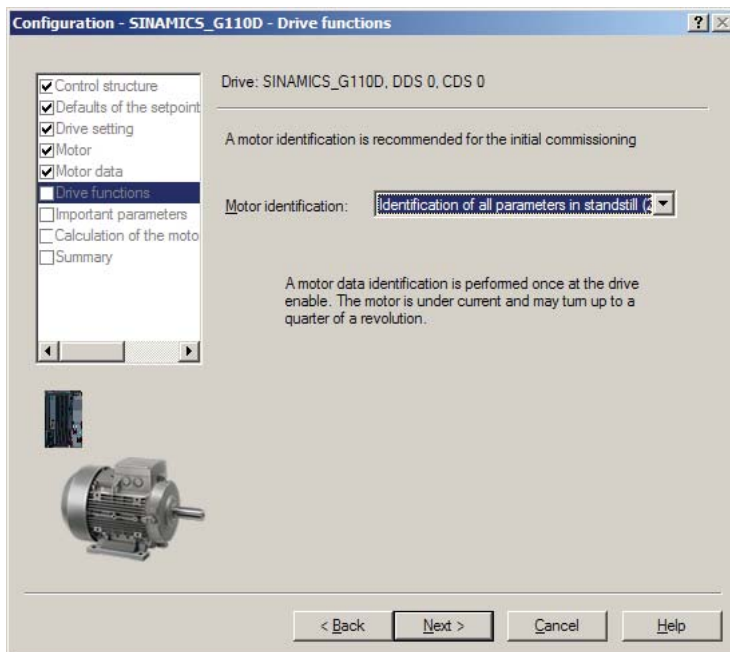 Configuration - SINAMICS_G110D - Drive functions
Control structure
Defaults of the setpoint
Drive setting
Motor
Motor data
Drive functions
Important parameters
Calculation of the moto
Summary
Drive: SINAMICS_G110D, DDS 0, CDS 0
A motor identification is recommended for the initial commissioning
Motor identification:
Identification of all parameters in standstill (2
A motor data identification is performed once at the drive
enable. The motor is under current and may turn up to a
quarter of a revolution.
< Back
Next >
Cancel
Help